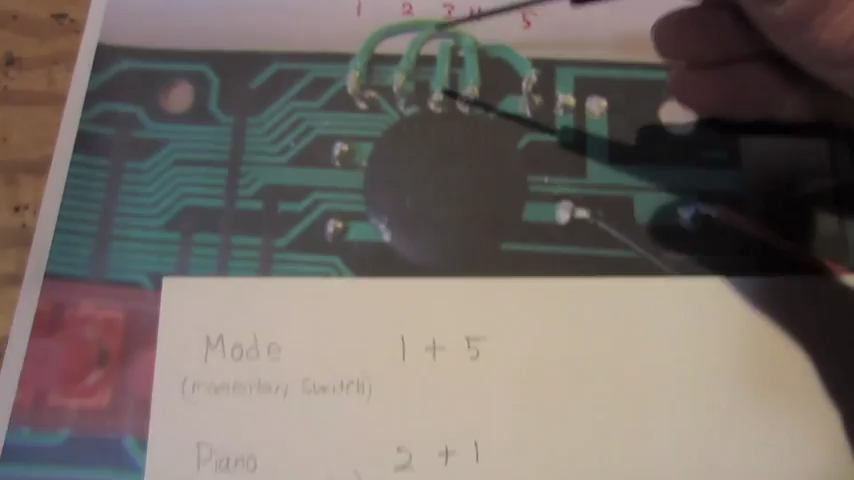 1 2 3 4 5
Mode 1 + 5
(momentary switch)
Piano 2 + 1